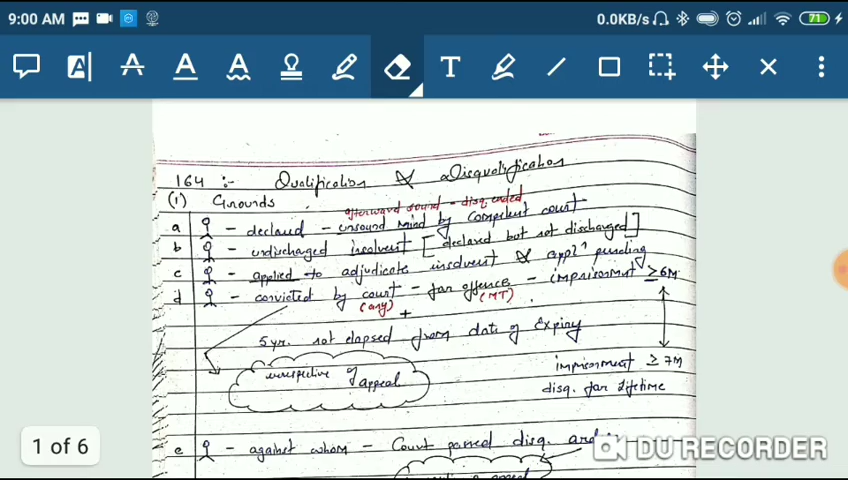 9:00 AM
0.0KB/s
71
A
A
A
A
T
164 :- Qualification & Disqualification
(1) Grounds
afterward sound - disq. ended
a - declared - unsound mind by competent court
b - undischarged insolvent [declared but not discharged]
c - applied to adjudicate insolvent & appln pending
d - convicted by court - for offence - imprisonment ≥ 6M
(any) + (MT)
5yr. not elapsed from date of Expiry
imprisonment ≥ 7M
irrespective of appeal
disq. for lifetime
e - against whom - Court passed disq.
appeal
1 of 6
DU RECORDER